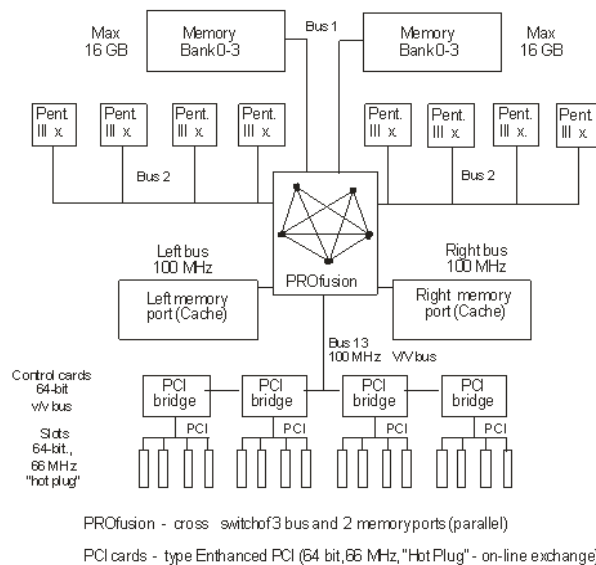 Max
16 GB
Memory
Bank 0-3
Bus 1
Memory
Bank 0-3
Max
16 GB
Pent.
III x.
Pent.
III x.
Pent.
III x.
Pent.
III x.
Pent.
III x.
Pent.
III x.
Pent.
III x.
Pent.
III x.
Bus 2
Bus 2
PROfusion
Left bus
100 MHz
Right bus
100 MHz
Left memory
port (Cache)
Right memory
port (Cache)
Bus 13
100 MHz V/V bus
Control cards
64-bit
v/v bus
PCI
bridge
PCI
bridge
PCI
bridge
PCI
bridge
Slots
64-bit.,
66 MHz
"hot plug"
PCI
PCI
PCI
PCI
PROfusion - cross switch of 3 bus and 2 memory ports (parallel)
PCI cards - type Enhanced PCI (64 bit, 66 MHz, "Hot Plug" - on-line exchange)